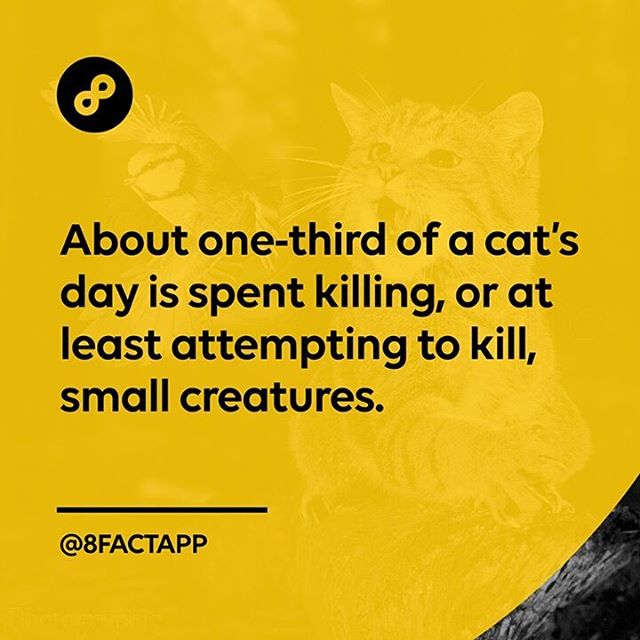 About one-third of a cat's
day is spent killing, or at
least attempting to kill,
small creatures.
@8FACTAPP